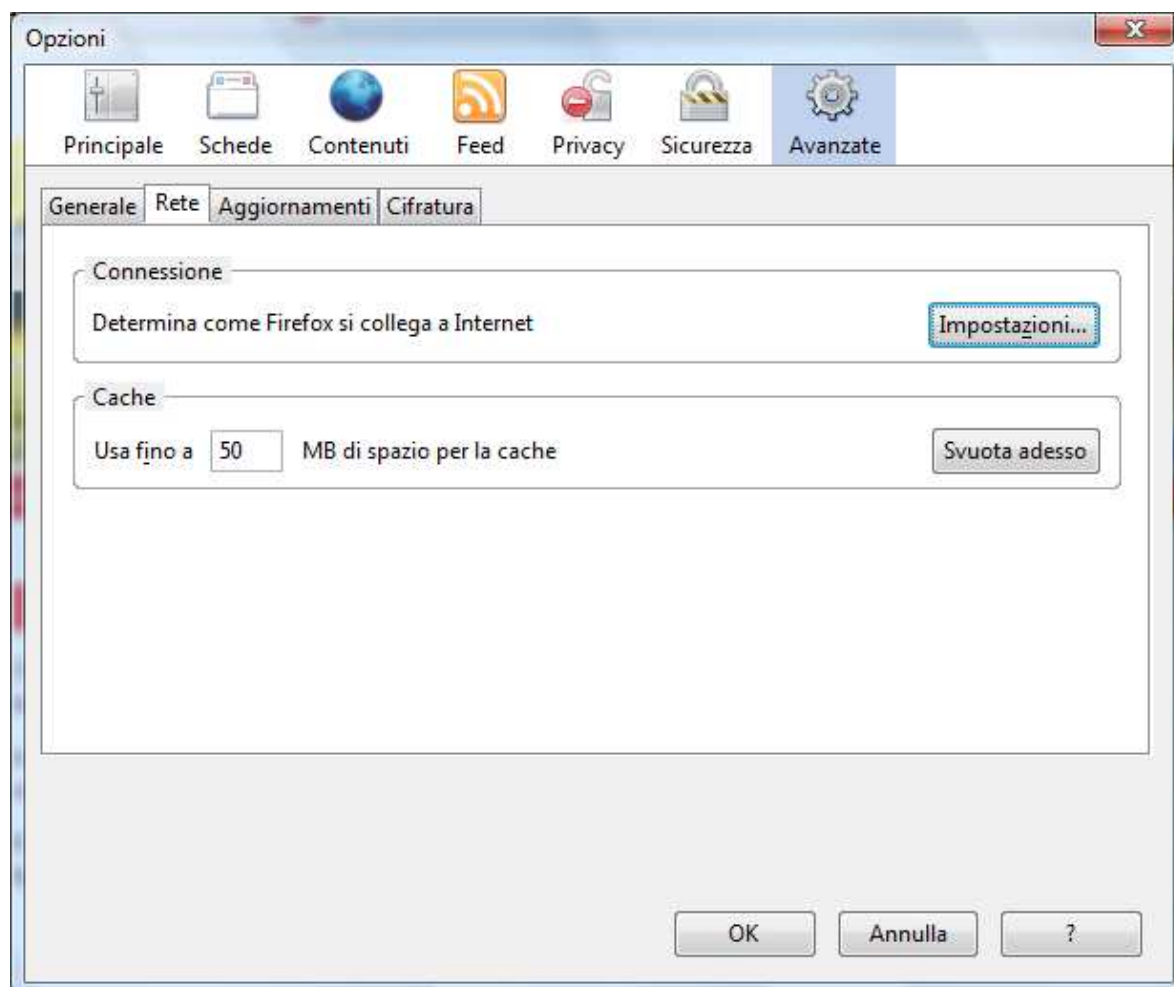 Opzioni
Principale Schede Contenuti Feed Privacy Sicurezza Avanzate
Generale Rete Aggiornamenti Cifratura
Connessione
Determina come Firefox si collega a Internet Impostazioni...
Cache
Usa fino a 50 MB di spazio per la cache Svuota adesso
OK Annulla ?